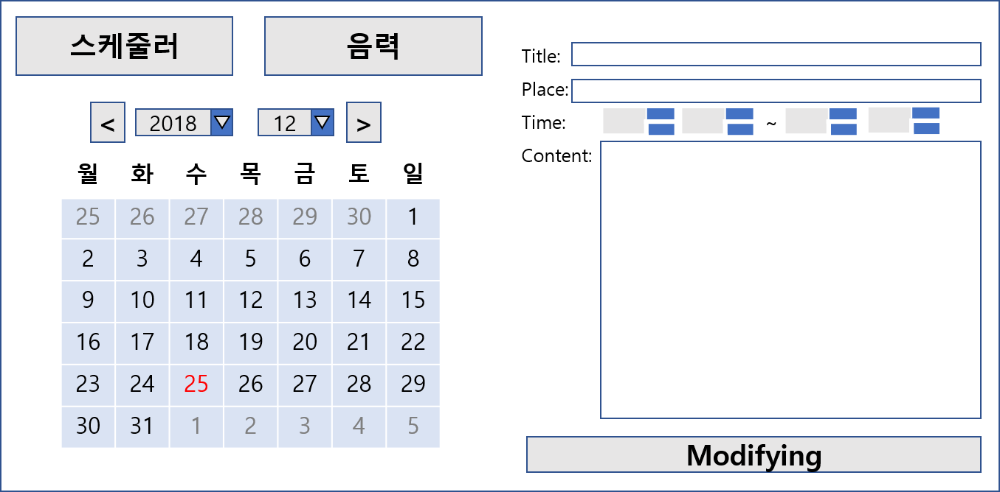 스케줄러 음력
< 2018 12 >
월 화 수 목 금 토 일
25 26 27 28 29 30 1
2 3 4 5 6 7 8
9 10 11 12 13 14 15
16 17 18 19 20 21 22
23 24 25 26 27 28 29
30 31 1 2 3 4 5
Title:
Place:
Time: ~
Content:
Modifying